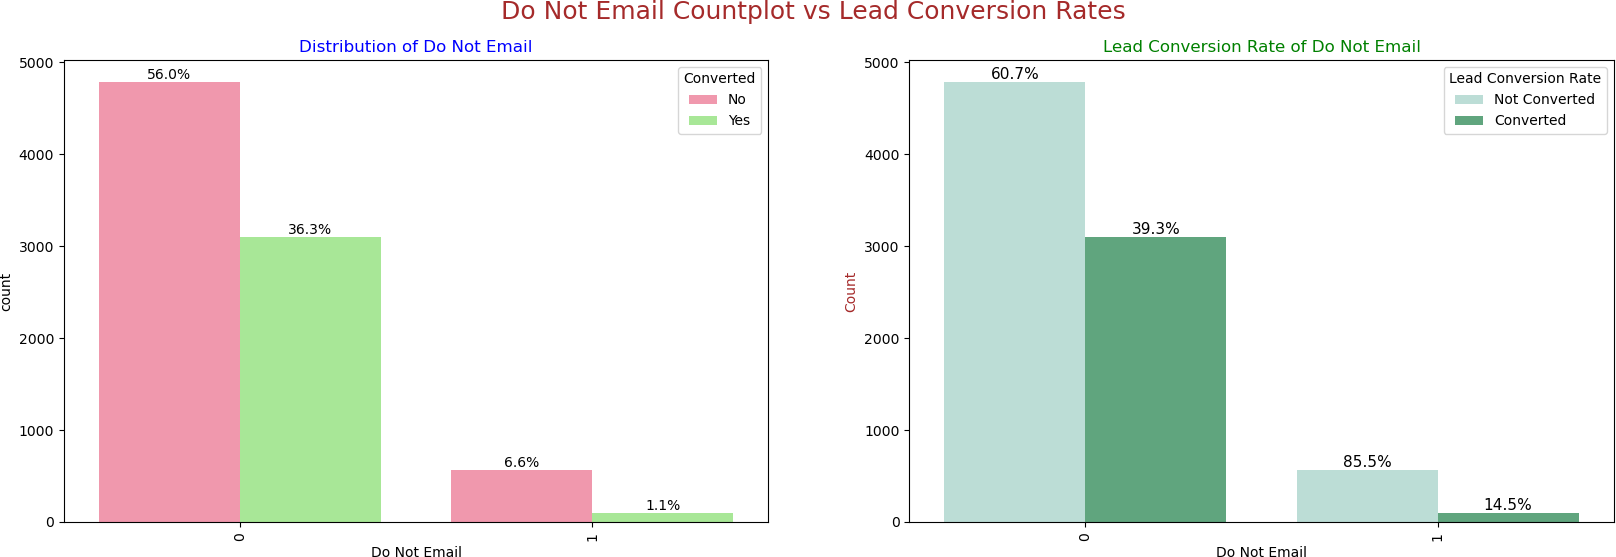 Do Not Email Countplot vs Lead Conversion Rates
Distribution of Do Not Email
5000
4000
3000
2000
1000
0
count
56.0%
36.3%
6.6%
1.1%
Converted
No
Yes
0
1
Do Not Email
Lead Conversion Rate of Do Not Email
5000
4000
3000
2000
1000
0
Count
60.7%
39.3%
85.5%
14.5%
Lead Conversion Rate
Not Converted
Converted
0
1
Do Not Email